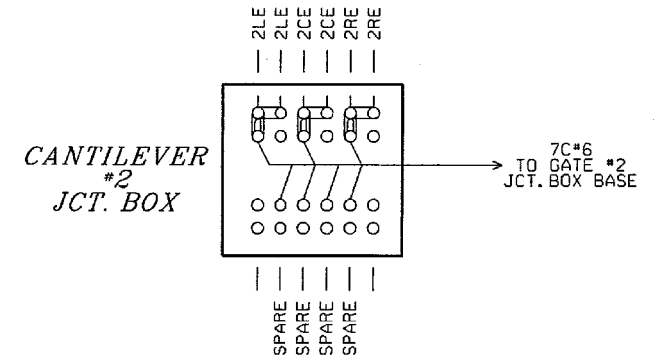 2LE
2LE
2CE
2CE
2RE
2RE
CANTILEVER
#2
JCT. BOX
7C#6
TO GATE #2
JCT. BOX BASE
SPARE
SPARE
SPARE
SPARE